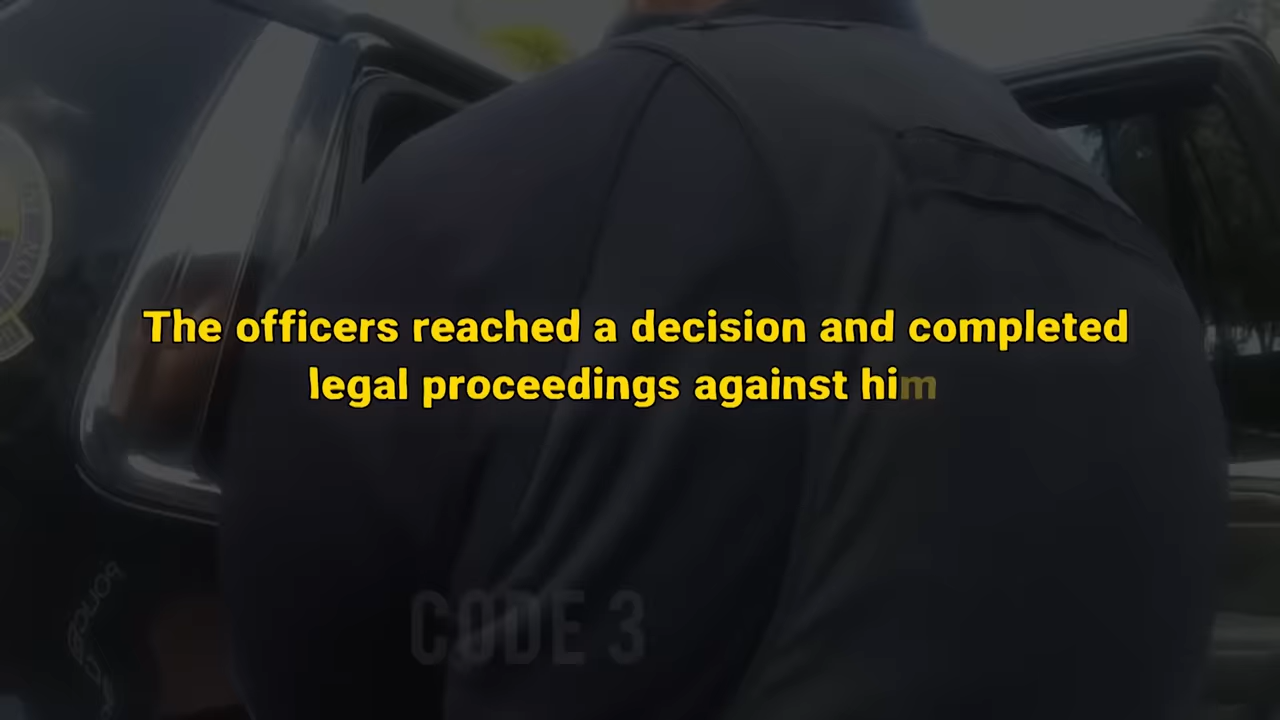 The officers reached a decision and completed
legal proceedings against him
CODE 3